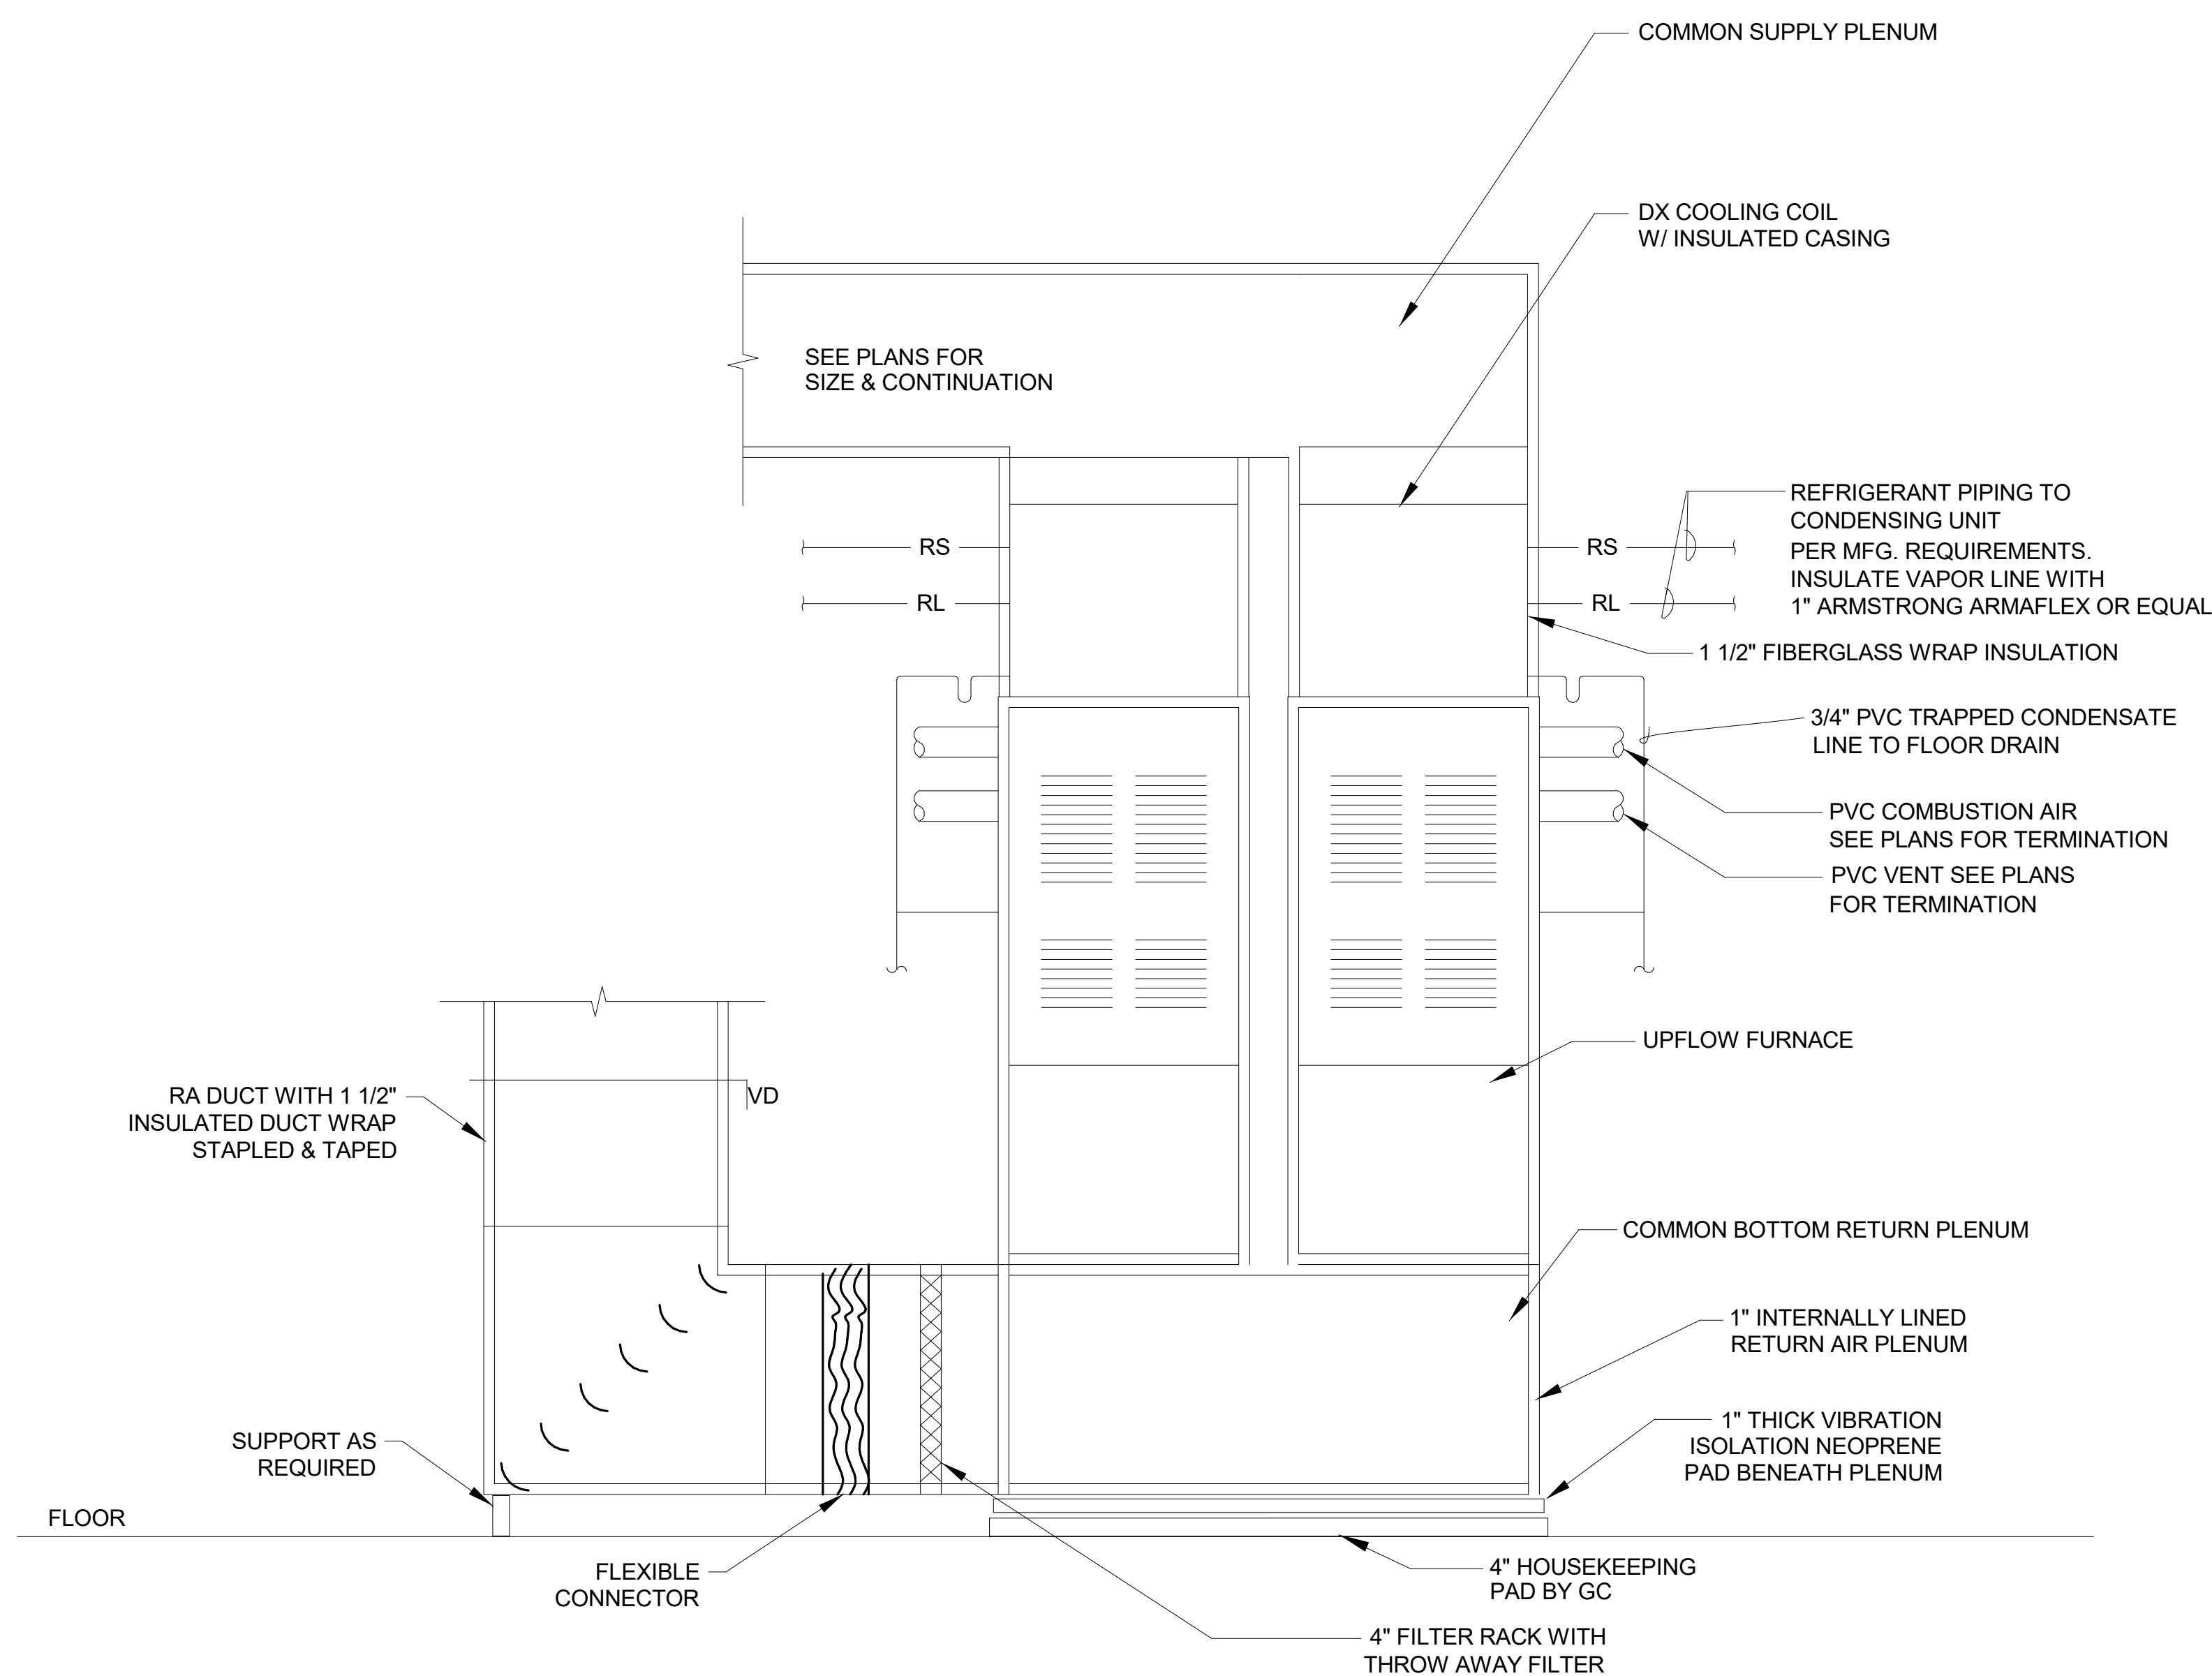 COMMON SUPPLY PLENUM
DX COOLING COIL
W/ INSULATED CASING
SEE PLANS FOR
SIZE & CONTINUATION
REFRIGERANT PIPING TO
CONDENSING UNIT
PER MFG. REQUIREMENTS.
INSULATE VAPOR LINE WITH
1" ARMSTRONG ARMAFLEX OR EQUAL
RS
RS
RL
RL
1 1/2" FIBERGLASS WRAP INSULATION
3/4" PVC TRAPPED CONDENSATE
LINE TO FLOOR DRAIN
PVC COMBUSTION AIR
SEE PLANS FOR TERMINATION
PVC VENT SEE PLANS
FOR TERMINATION
UPFLOW FURNACE
RA DUCT WITH 1 1/2"
INSULATED DUCT WRAP
STAPLED & TAPED
VD
COMMON BOTTOM RETURN PLENUM
1" INTERNALLY LINED
RETURN AIR PLENUM
1" THICK VIBRATION
ISOLATION NEOPRENE
PAD BENEATH PLENUM
SUPPORT AS
REQUIRED
FLOOR
FLEXIBLE
CONNECTOR
4" HOUSEKEEPING
PAD BY GC
4" FILTER RACK WITH
THROW AWAY FILTER